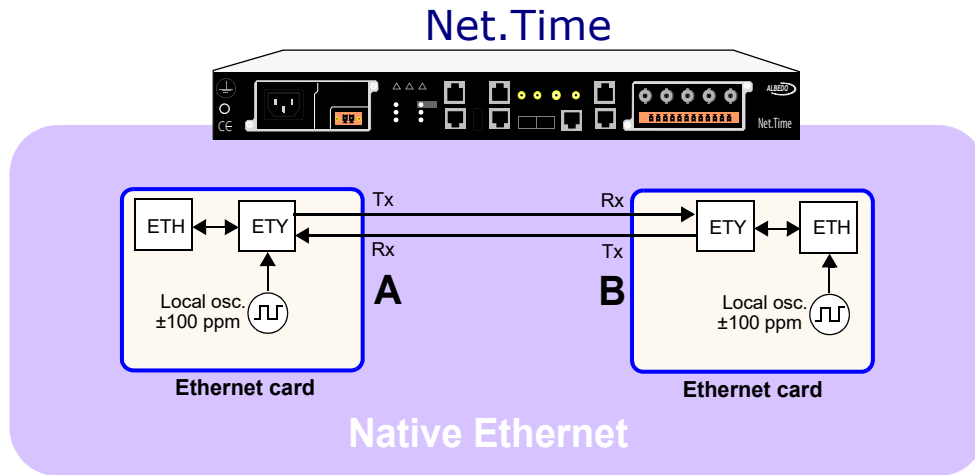 Net.Time
ALBEDO
CE
Net.Time
Tx
Rx
ETH
ETY
ETY
ETH
Rx
Tx
A
B
Local osc.
±100 ppm
Local osc.
±100 ppm
Ethernet card
Ethernet card
Native Ethernet